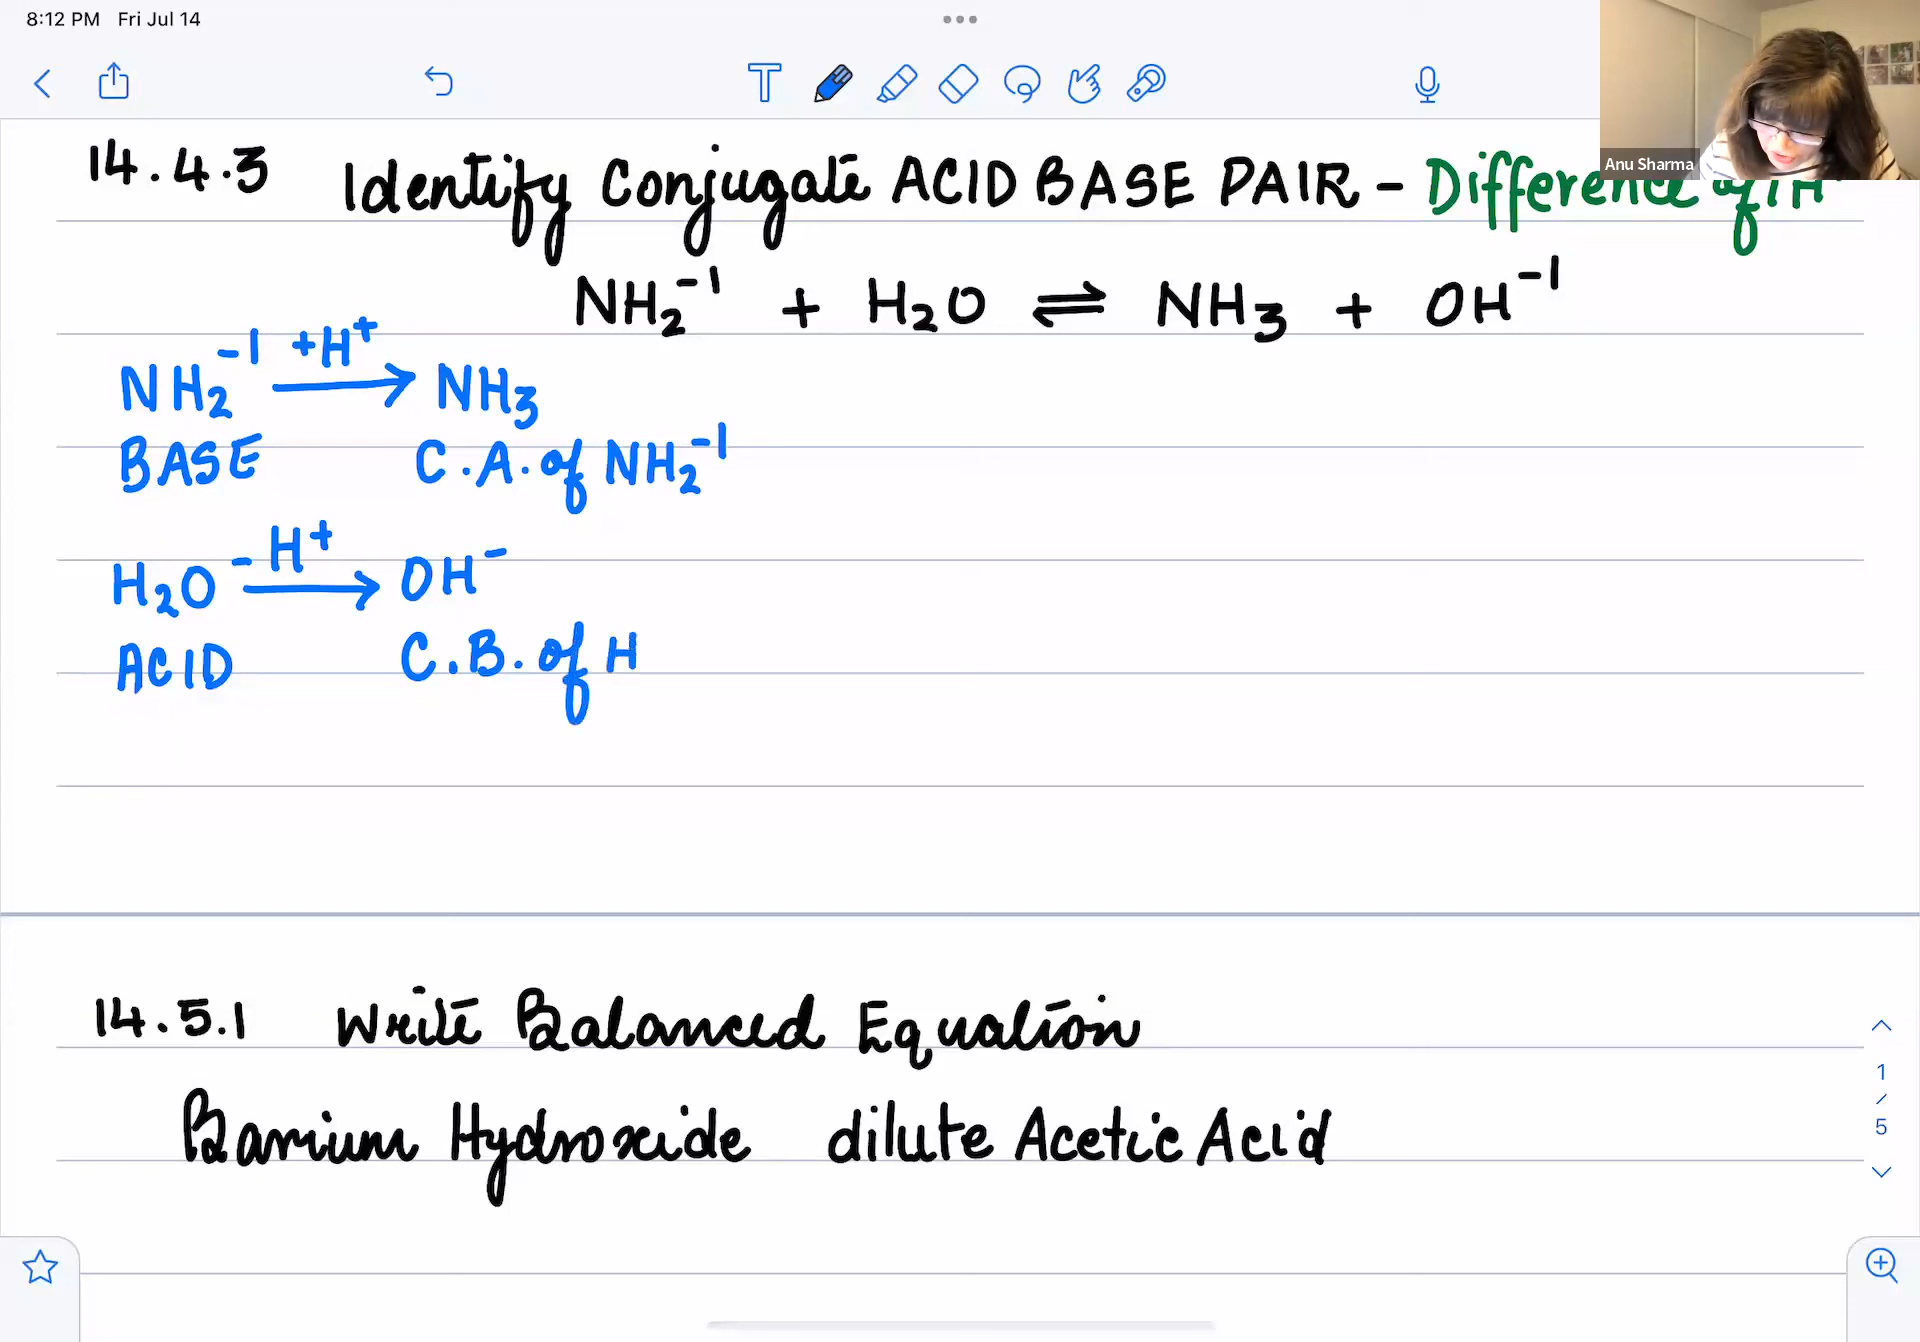 8:12 PM Fri Jul 14
T
Anu Sharma
14.4.3 Identify Conjugate ACID BASE PAIR - Difference of 1H
NH₂⁻¹ + H₂O ⇌ NH₃ + OH⁻¹
NH₂⁻¹ +H⁺ → NH₃
BASE C.A. of NH₂⁻¹
H₂O -H⁺ → OH⁻
ACID C.B. of H
14.5.1 Write Balanced Equation
Barium Hydroxide dilute Acetic Acid
1/5